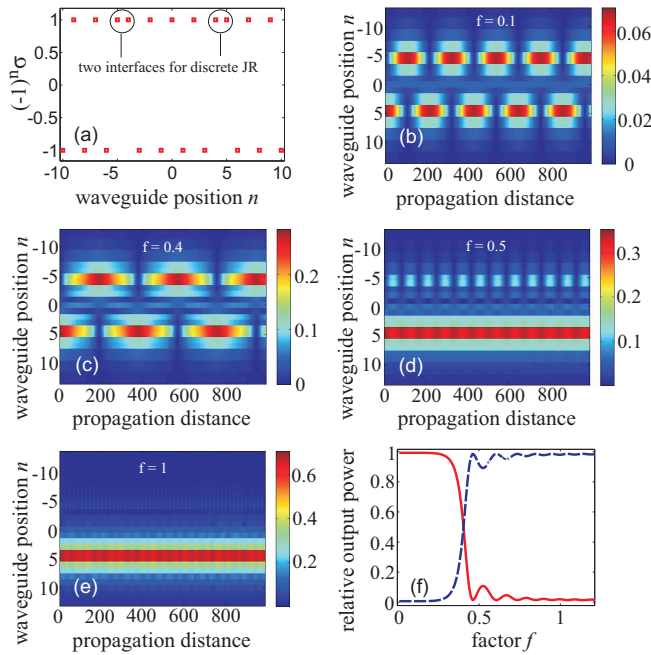 1
0.5
0
-0.5
-1
(-1)ⁿσ
two interfaces for discrete JR
(a)
-10 -5 0 5 10
waveguide position n
f = 0.1
-10
-5
0
5
10
waveguide position n
(b)
200 400 600 800
propagation distance
0.06
0.04
0.02
0
f = 0.4
-10
-5
0
5
10
waveguide position n
(c)
0 200 400 600 800
propagation distance
0.2
0.1
0
f = 0.5
-10
-5
0
5
10
waveguide position n
(d)
0 200 400 600 800
propagation distance
0.3
0.2
0.1
f = 1
-10
-5
0
5
10
waveguide position n
(e)
0 200 400 600 800
propagation distance
0.6
0.4
0.2
1
0.8
0.6
0.4
0.2
0
relative output power
(f)
0 0.5 1
factor f